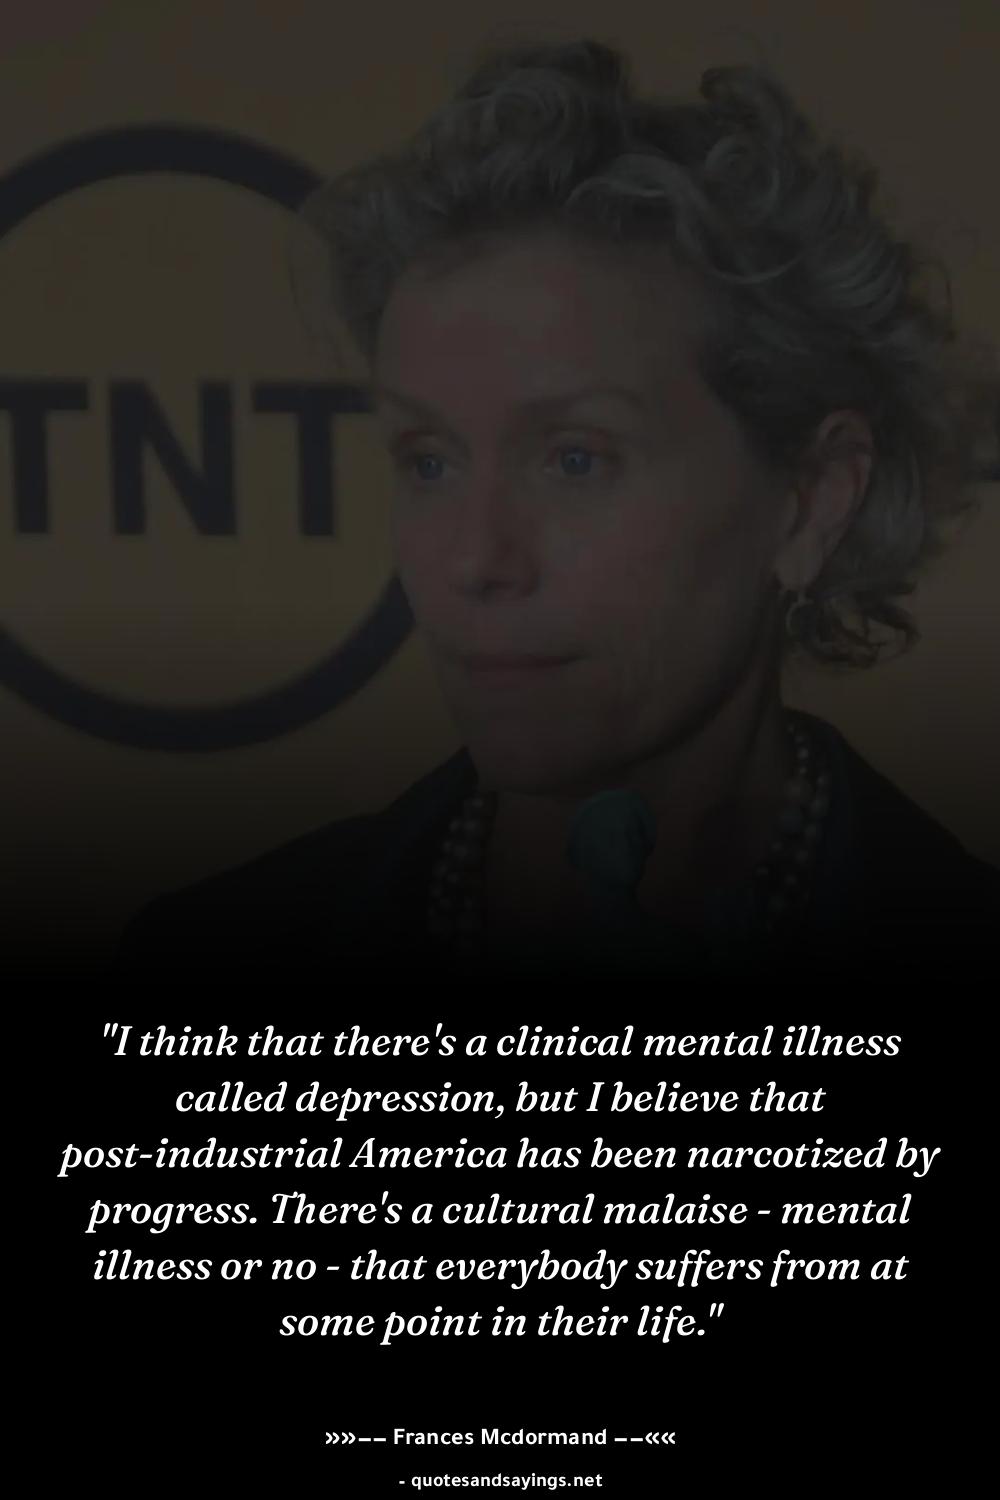 TNT
"I think that there's a clinical mental illness
called depression, but I believe that
post-industrial America has been narcotized by
progress. There's a cultural malaise - mental
illness or no - that everybody suffers from at
some point in their life."
»»−− Frances Mcdormand −−««
- quotesandsayings.net